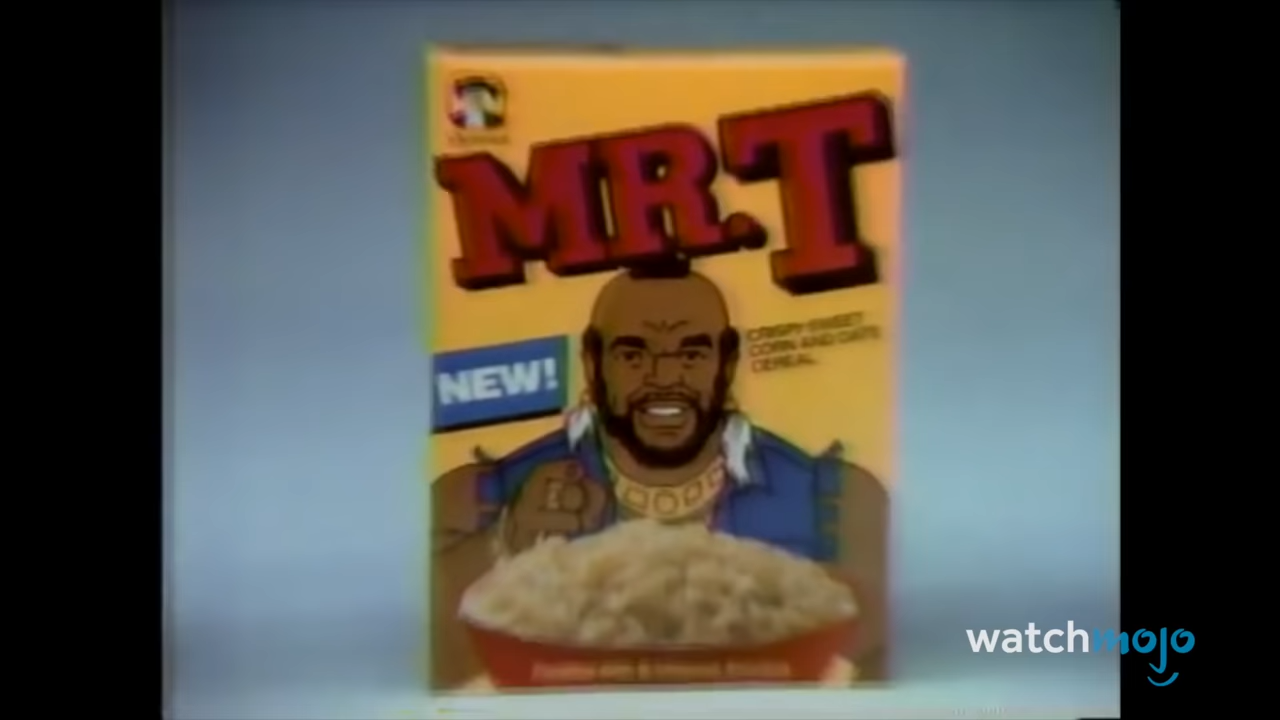 MR.T
NEW!
CRISPY SWEET
CORN AND OATS
CEREAL.
watchmojo